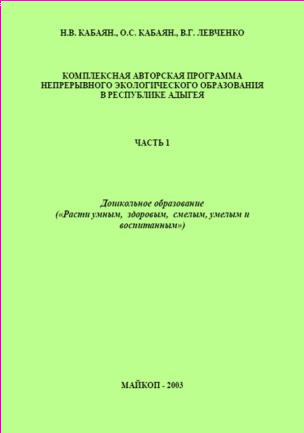 Н.В. КАБАЯН., О.С. КАБАЯН., В.Г. ЛЕВЧЕНКО
КОМПЛЕКСНАЯ АВТОРСКАЯ ПРОГРАММА
НЕПРЕРЫВНОГО ЭКОЛОГИЧЕСКОГО ОБРАЗОВАНИЯ
В РЕСПУБЛИКЕ АДЫГЕЯ
ЧАСТЬ 1
Дошкольное образование
(«Расти умным, здоровым, смелым, умелым и
воспитанным»)
МАЙКОП - 2003